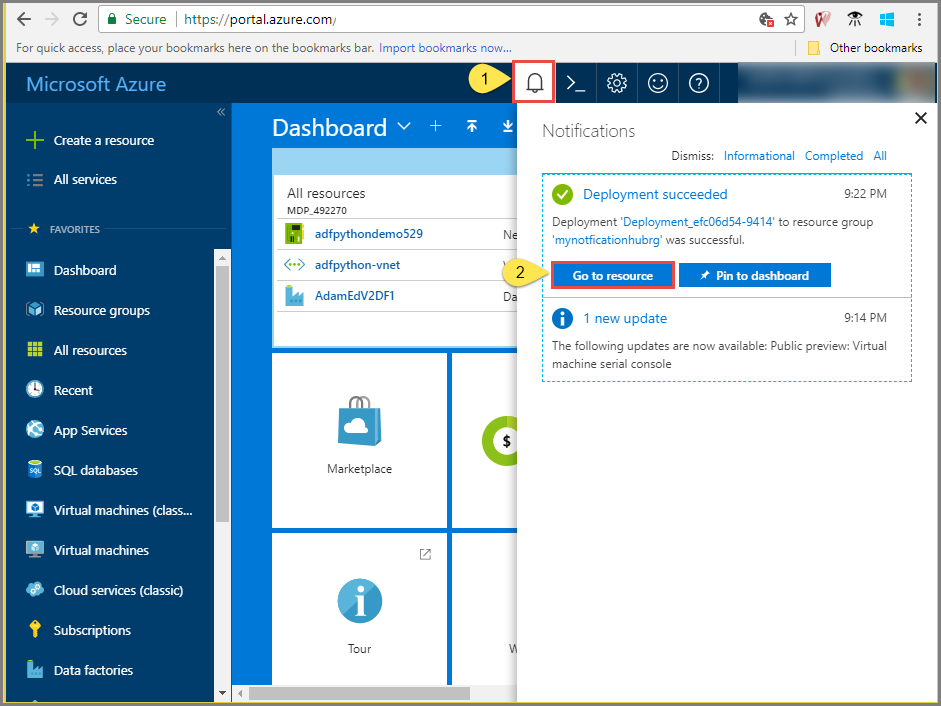 Secure
https://portal.azure.com/
For quick access, place your bookmarks here on the bookmarks bar. Import bookmarks now...
Other bookmarks
Microsoft Azure
1
Create a resource
All services
FAVORITES
Dashboard
Resource groups
All resources
Recent
App Services
SQL databases
Virtual machines (class...
Virtual machines
Cloud services (classic)
Subscriptions
Data factories
Dashboard
All resources
MDP_492270
adfpythondemo529
Ne
adfpython-vnet
AdamEdV2DF1
Da
Marketplace
$
Tour
W
Notifications
Dismiss: Informational Completed All
Deployment succeeded 9:22 PM
Deployment 'Deployment_efc06d54-9414' to resource group
'mynotficationhubrg' was successful.
2
Go to resource
Pin to dashboard
1 new update 9:14 PM
The following updates are now available: Public preview: Virtual
machine serial console